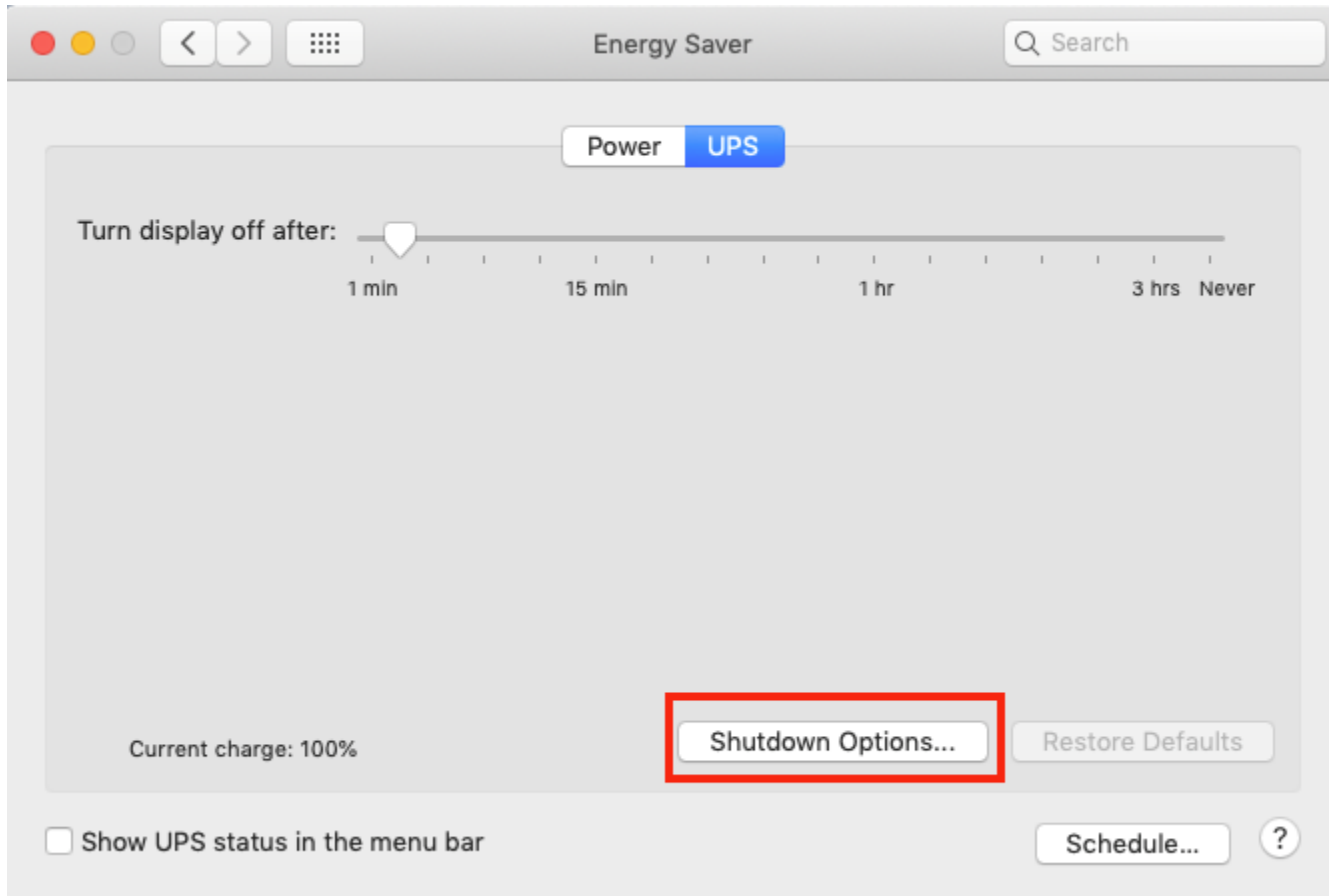 Energy Saver
Search
Power UPS
Turn display off after:
1 min 15 min 1 hr 3 hrs Never
Current charge: 100%
Shutdown Options...
Restore Defaults
Show UPS status in the menu bar
Schedule...
?